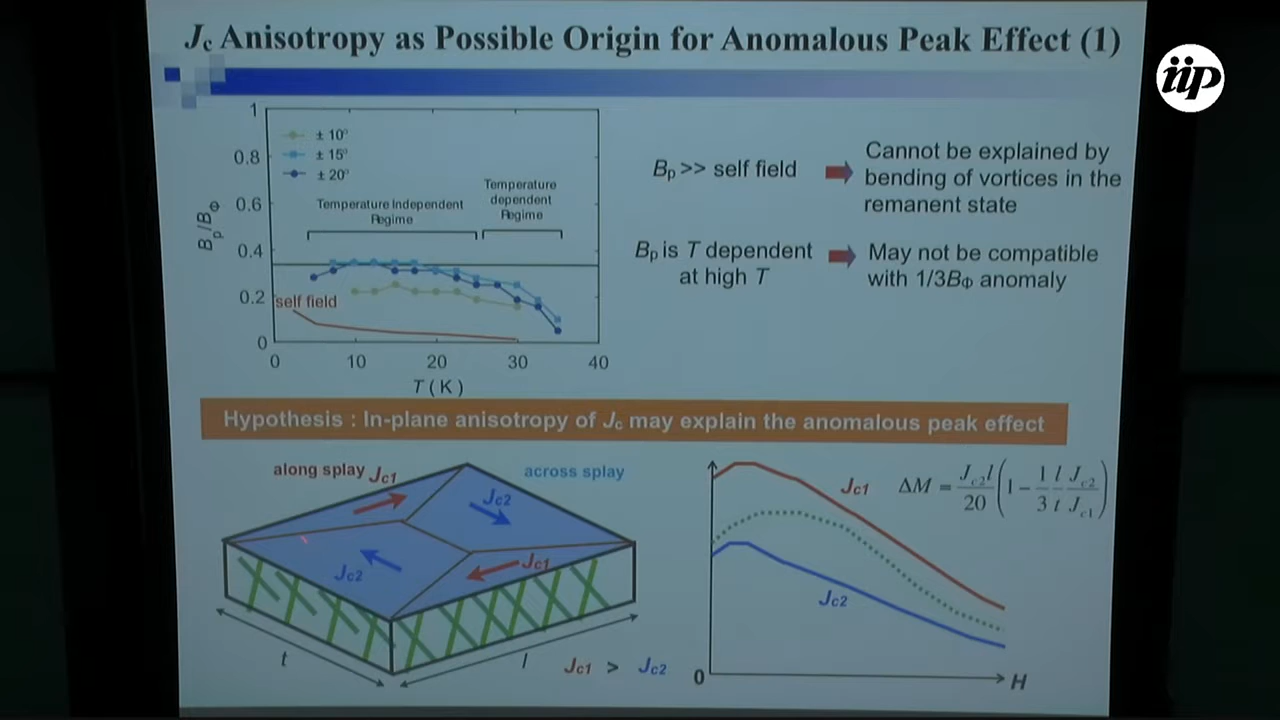 Jc Anisotropy as Possible Origin for Anomalous Peak Effect (1)
iip
± 10°
± 15°
± 20°
Temperature Independent
Regime
Temperature
dependent
Regime
self field
1
0.8
0.6
0.4
0.2
0
Bp/BΦ
0 10 20 30 40
T ( K )
Bp >> self field
Cannot be explained by
bending of vortices in the
remanent state
Bp is T dependent
at high T
May not be compatible
with 1/3BΦ anomaly
Hypothesis : In-plane anisotropy of Jc may explain the anomalous peak effect
along splay Jc1
across splay
Jc2
Jc2
Jc1
t
l
Jc1 > Jc2
Jc1
Jc2
0
H
ΔM = Jc2l/20 (1 − 1/3 l/t Jc2/Jc1)